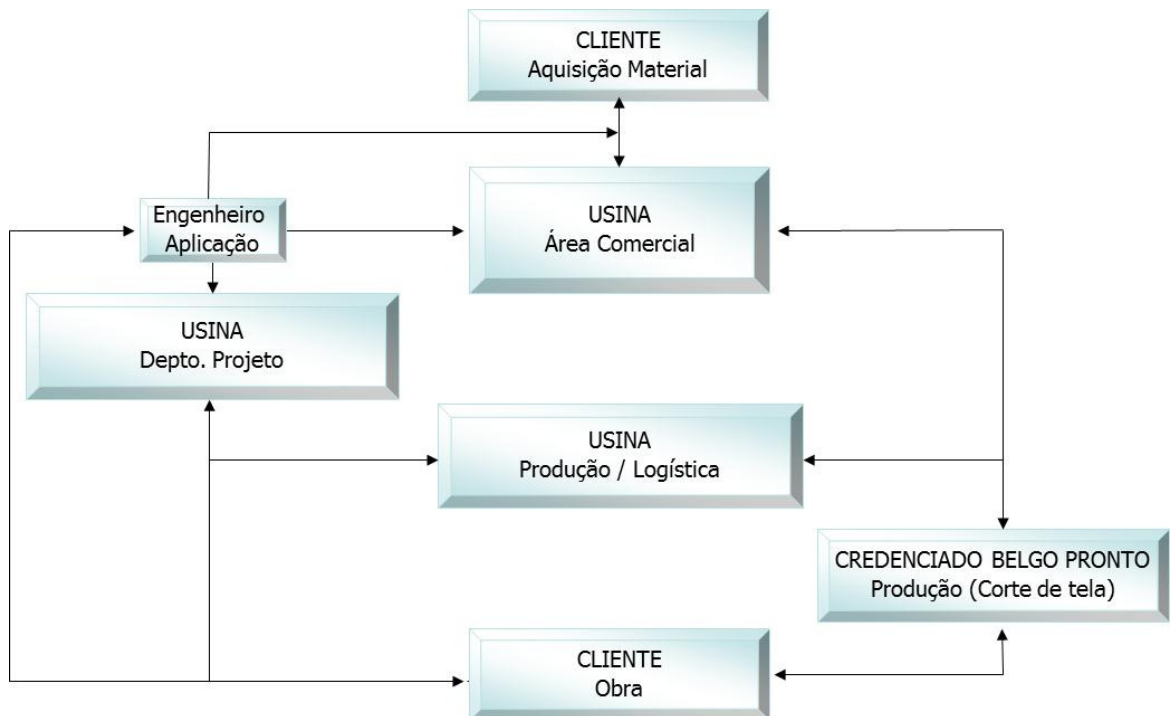 CLIENTE
Aquisição Material
Engenheiro
Aplicação
USINA
Área Comercial
USINA
Depto. Projeto
USINA
Produção / Logística
CREDENCIADO BELGO PRONTO
Produção (Corte de tela)
CLIENTE
Obra